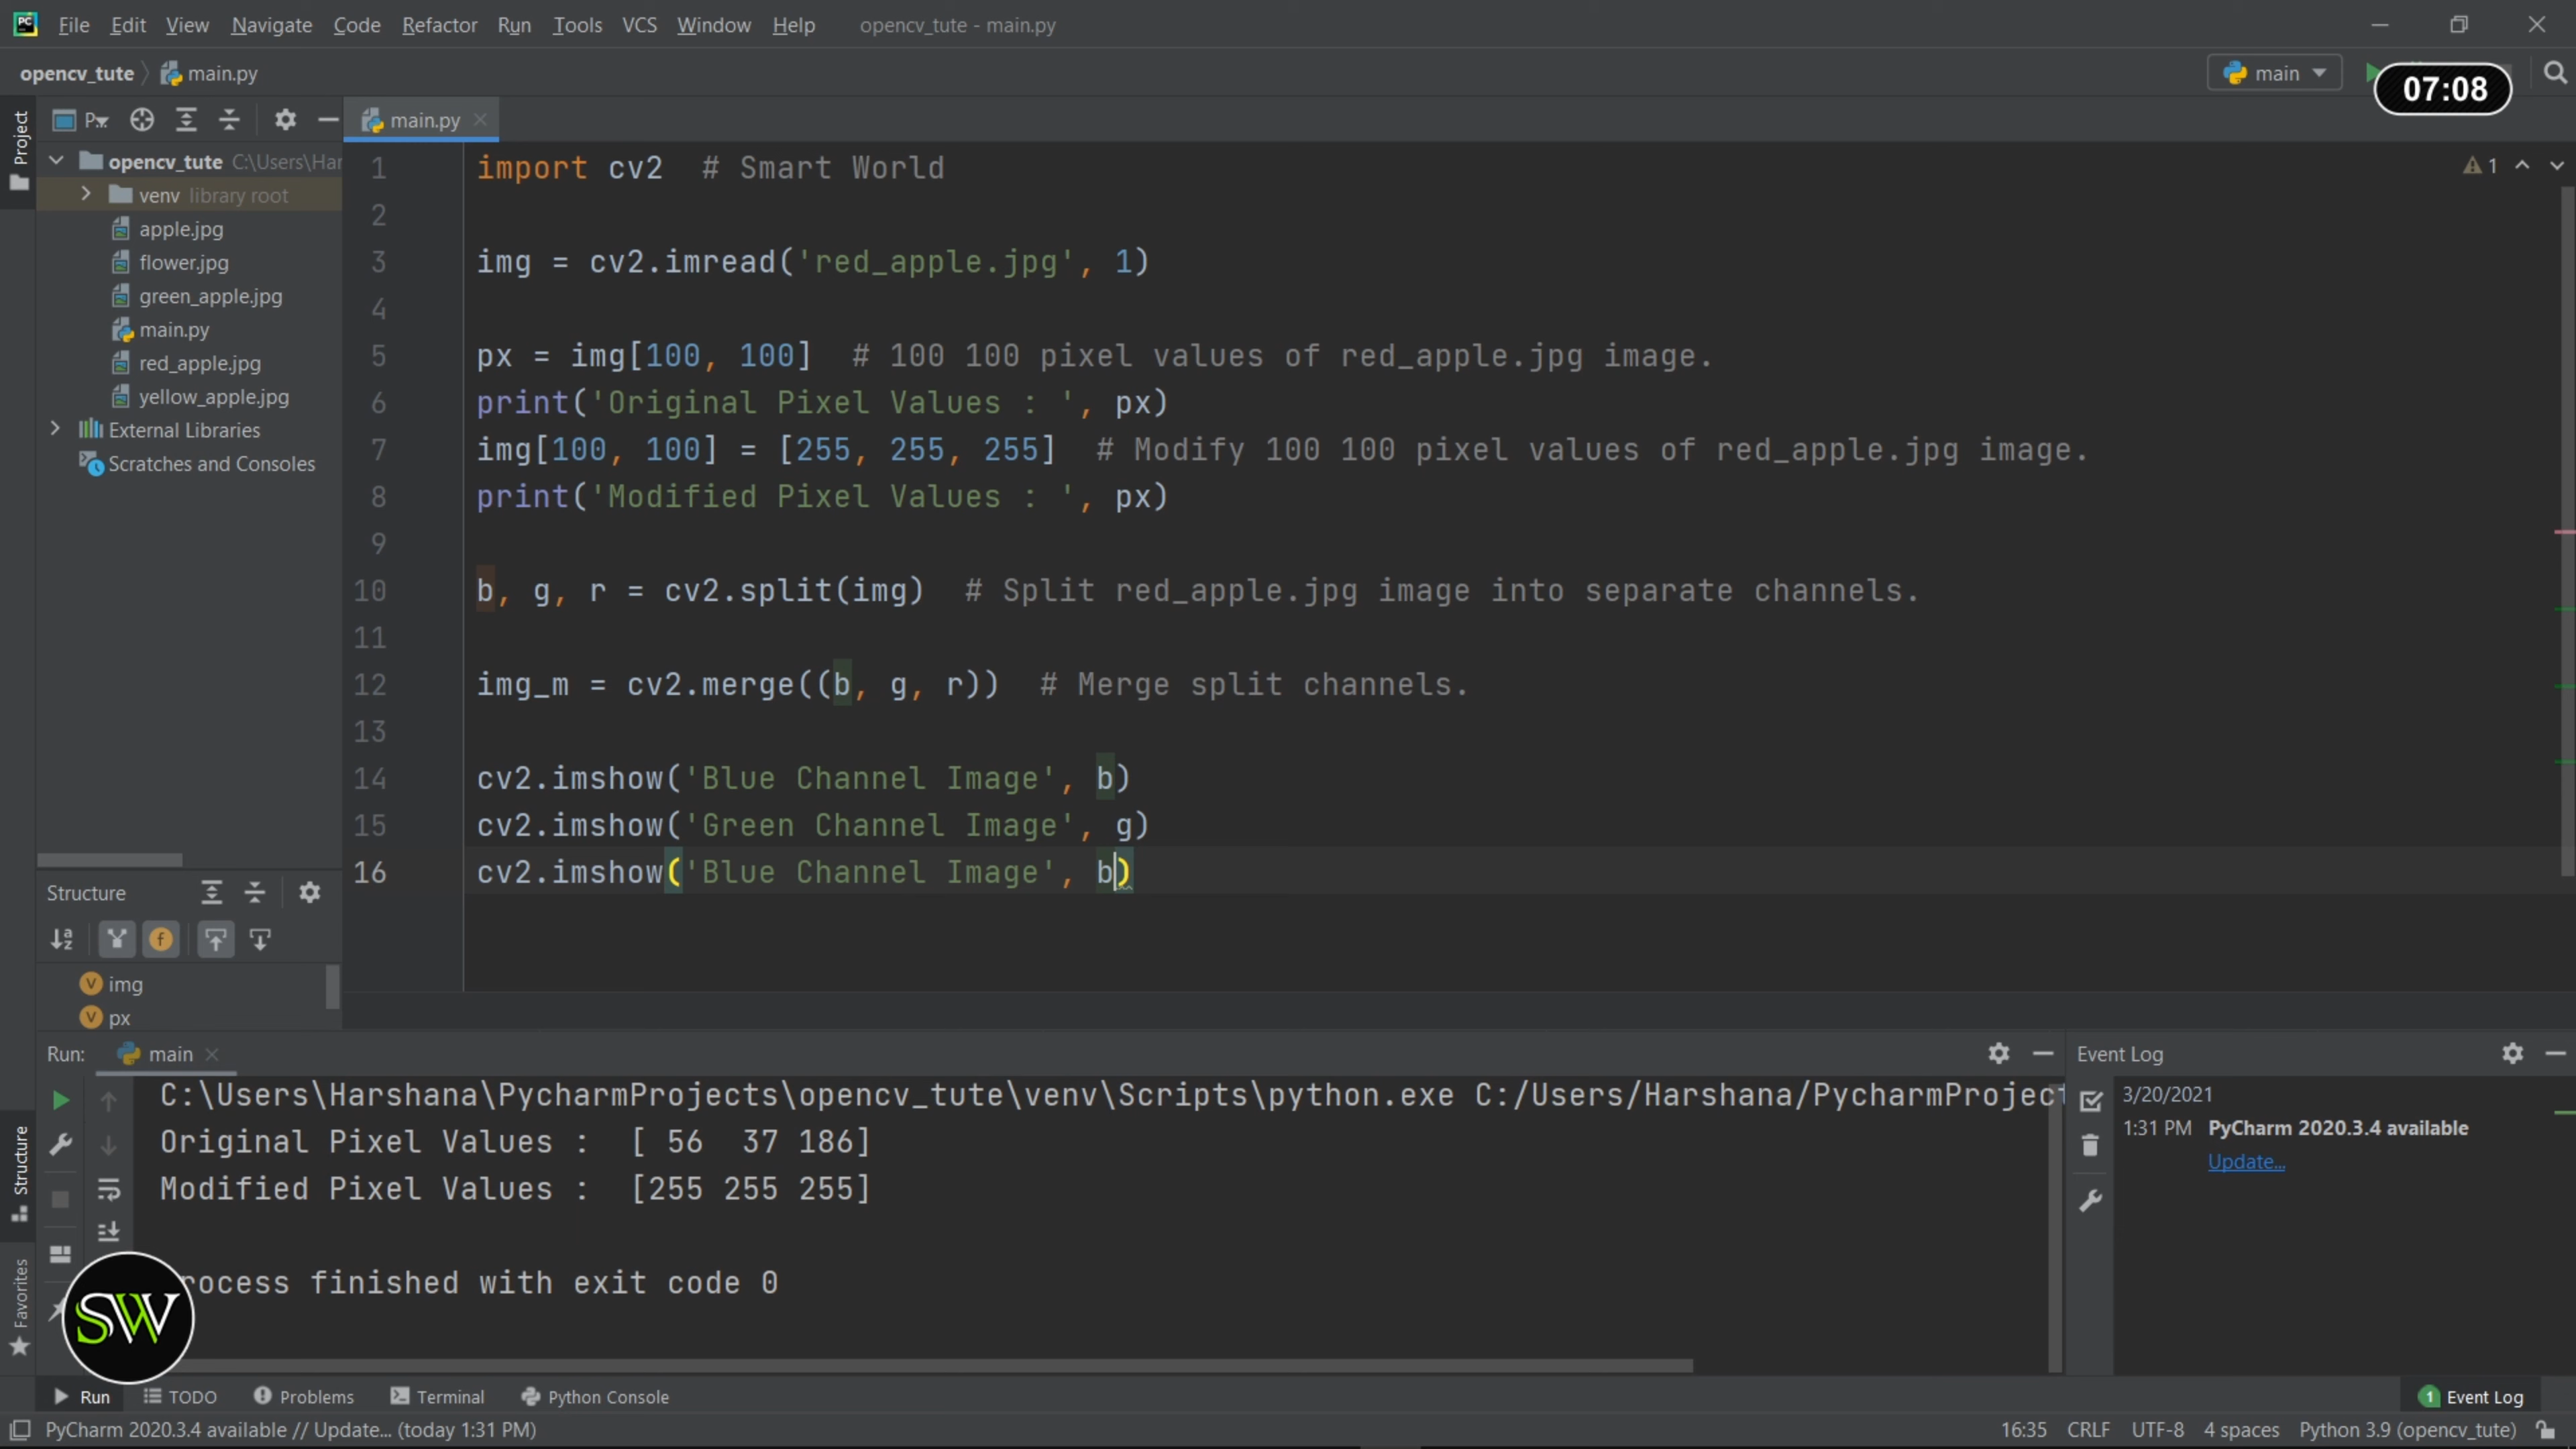 File Edit View Navigate Code Refactor Run Tools VCS Window Help opencv_tute - main.py
opencv_tute main.py
main
07:08
Project
P...
main.py
opencv_tute C:\Users\Har
venv library root
apple.jpg
flower.jpg
green_apple.jpg
main.py
red_apple.jpg
yellow_apple.jpg
External Libraries
Scratches and Consoles
1 import cv2 # Smart World
2
3 img = cv2.imread('red_apple.jpg', 1)
4
5 px = img[100, 100] # 100 100 pixel values of red_apple.jpg image.
6 print('Original Pixel Values : ', px)
7 img[100, 100] = [255, 255, 255] # Modify 100 100 pixel values of red_apple.jpg image.
8 print('Modified Pixel Values : ', px)
9
10 b, g, r = cv2.split(img) # Split red_apple.jpg image into separate channels.
11
12 img_m = cv2.merge((b, g, r)) # Merge split channels.
13
14 cv2.imshow('Blue Channel Image', b)
15 cv2.imshow('Green Channel Image', g)
16 cv2.imshow('Blue Channel Image', b)
1
Structure
img
px
Run: main
C:\Users\Harshana\PycharmProjects\opencv_tute\venv\Scripts\python.exe C:/Users/Harshana/PycharmProject
Original Pixel Values : [ 56 37 186]
Modified Pixel Values : [255 255 255]
rocess finished with exit code 0
Event Log
3/20/2021
1:31 PM PyCharm 2020.3.4 available
Update...
Structure
Favorites
SW
Run TODO Problems Terminal Python Console
1 Event Log
PyCharm 2020.3.4 available // Update... (today 1:31 PM)
16:35 CRLF UTF-8 4 spaces Python 3.9 (opencv_tute)